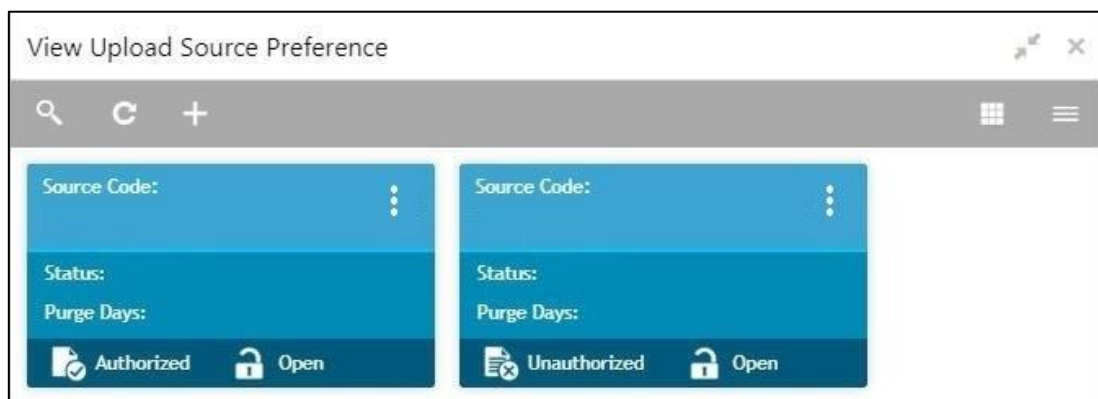 View Upload Source Preference
Source Code:
Status:
Purge Days:
Authorized Open
Source Code:
Status:
Purge Days:
Unauthorized Open